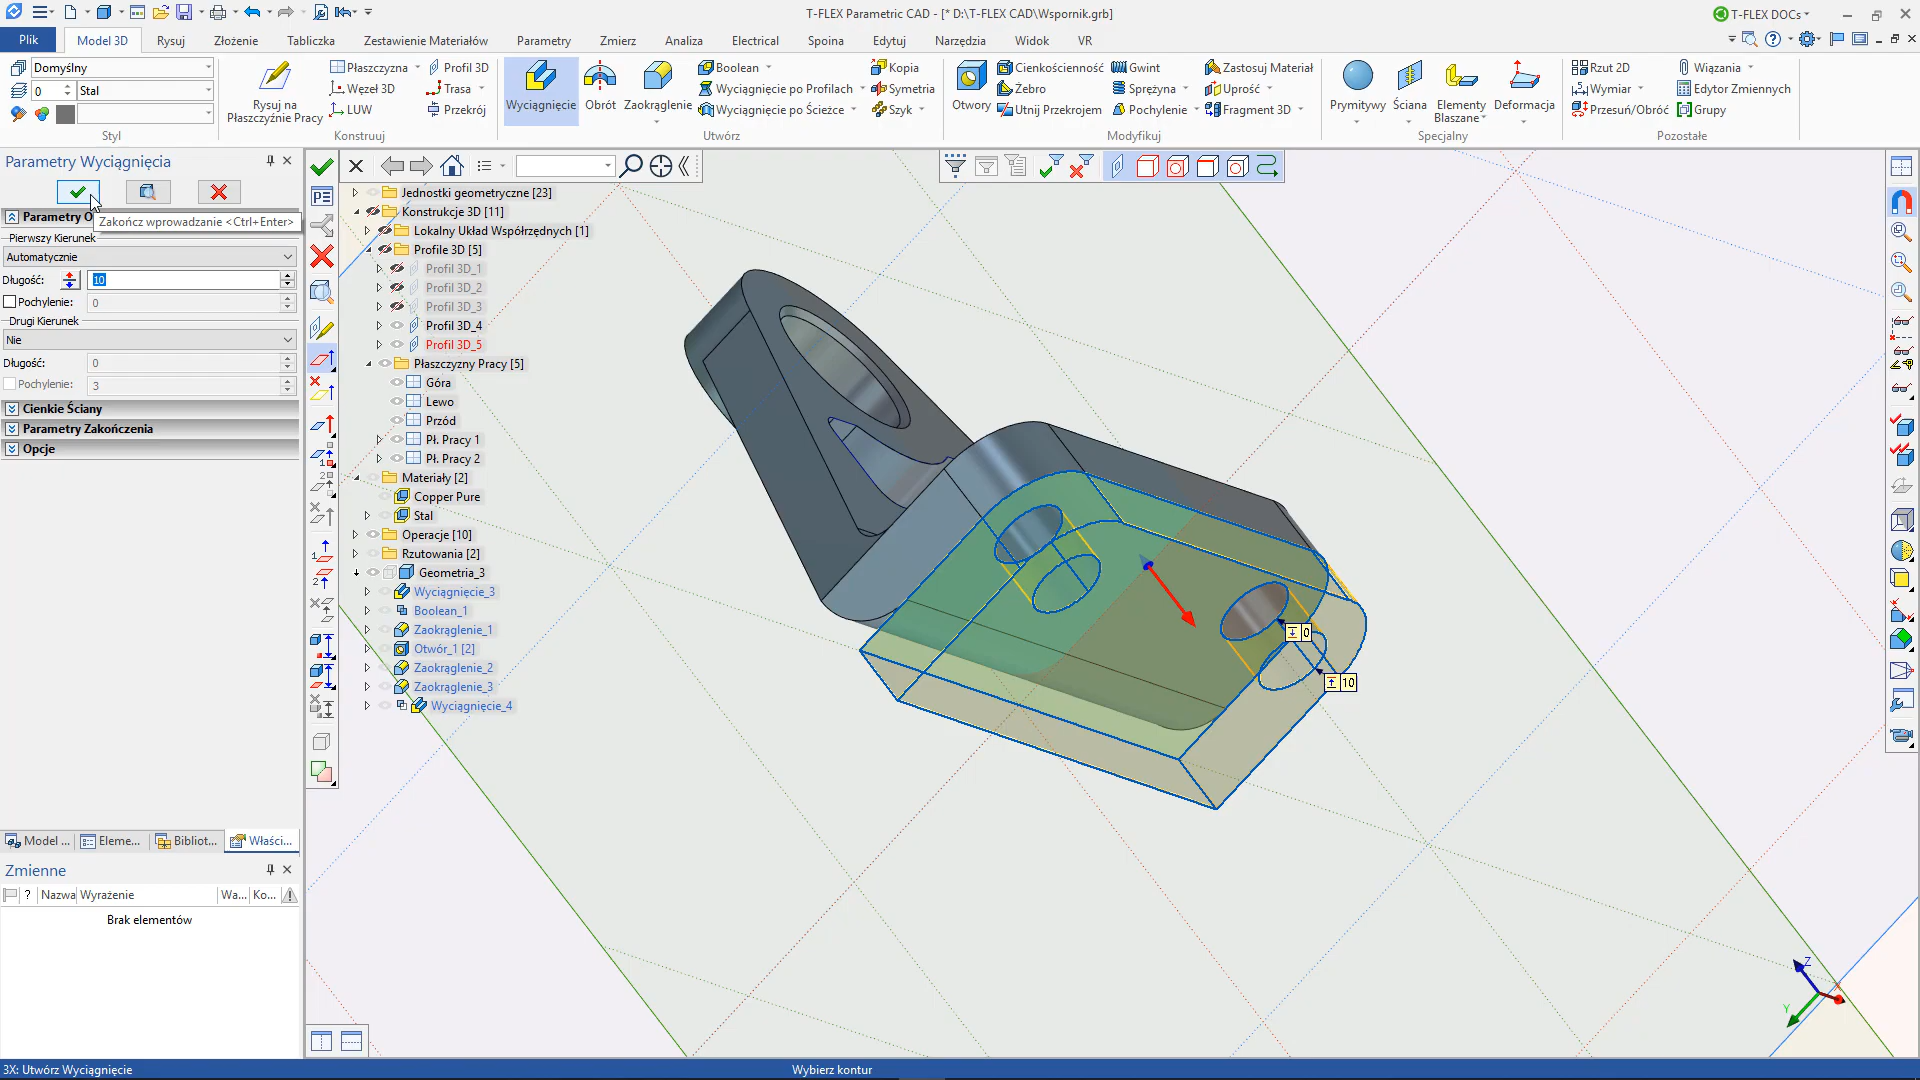 T-FLEX Parametric CAD - [* D:\T-FLEX CAD\Wspornik.grb]
T-FLEX DOCs
Plik
Model 3D
Rysuj
Złożenie
Tabliczka
Zestawienie Materiałów
Parametry
Zmierz
Analiza
Electrical
Spoina
Edytuj
Narzędzia
Widok
VR
Domyślny
0
Stal
Styl
Rysuj na
Płaszczyźnie Pracy
Płaszczyzna
Węzeł 3D
LUW
Profil 3D
Trasa
Przekrój
Konstruuj
Wyciągnięcie
Obrót
Zaokrąglenie
Boolean
Wyciągnięcie po Profilach
Wyciągnięcie po Ścieżce
Kopia
Symetria
Szyk
Utwórz
Otwory
Cienkościenność
Żebro
Utnij Przekrojem
Gwint
Sprężyna
Pochylenie
Zastosuj Materiał
Uprość
Fragment 3D
Modyfikuj
Prymitywy
Ściana
Elementy
Blaszane
Deformacja
Specjalny
Rzut 2D
Wymiar
Przesuń/Obróć
Wiązania
Edytor Zmiennych
Grupy
Pozostałe
Parametry Wyciągnięcia
Parametry O
Zakończ wprowadzanie <Ctrl+Enter>
Pierwszy Kierunek
Automatycznie
Długość:
10
Pochylenie:
0
Drugi Kierunek
Nie
Długość:
0
Pochylenie:
3
Cienkie Ściany
Parametry Zakończenia
Opcje
Model ...
Eleme...
Bibliot...
Właści...
Zmienne
?
Nazwa
Wyrażenie
Wa...
Ko...
Brak elementów
Jednostki geometryczne [23]
Konstrukcje 3D [11]
Lokalny Układ Współrzędnych [1]
Profile 3D [5]
Profil 3D_1
Profil 3D_2
Profil 3D_3
Profil 3D_4
Profil 3D_5
Płaszczyzny Pracy [5]
Góra
Lewo
Przód
Pł. Pracy 1
Pł. Pracy 2
Materiały [2]
Copper Pure
Stal
Operacje [10]
Rzutowania [2]
Geometria_3
Wyciągnięcie_3
Boolean_1
Zaokrąglenie_1
Otwór_1 [2]
Zaokrąglenie_2
Zaokrąglenie_3
Wyciągnięcie_4
0
10
Z
Y
3X: Utwórz Wyciągnięcie
Wybierz kontur